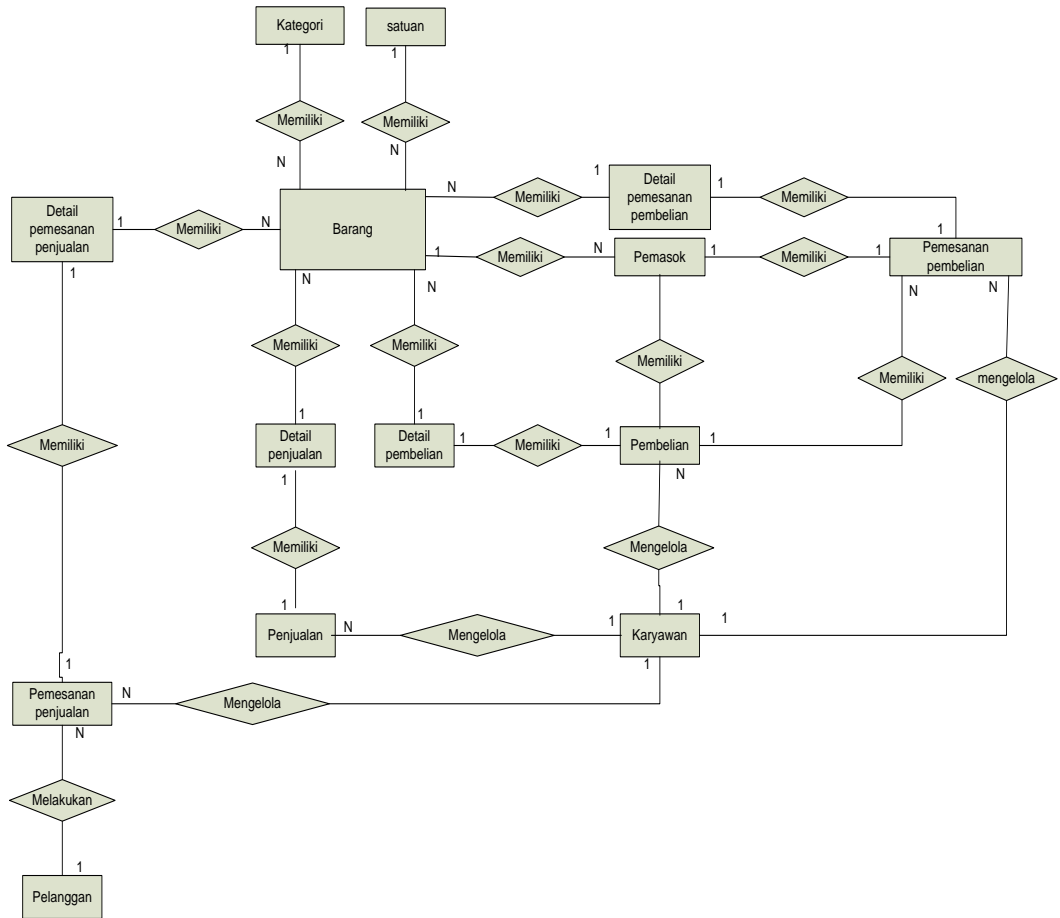 Kategori
satuan
1
1
Memiliki
Memiliki
N
N
Detail
pemesanan
penjualan
1
Memiliki
N
Barang
N
Memiliki
1
Detail
pemesanan
pembelian
1
Memiliki
1
1
Memiliki
N
Pemasok
1
Memiliki
1
Pemesanan
pembelian
1
N
N
N
N
Memiliki
Memiliki
Memiliki
Memiliki
mengelola
Memiliki
1
1
Detail
penjualan
Detail
pembelian
1
Memiliki
1
Pembelian
1
1
N
Memiliki
Mengelola
1
1
1
Penjualan
N
Mengelola
1
Karyawan
1
1
1
Pemesanan
penjualan
N
Mengelola
N
Melakukan
1
Pelanggan